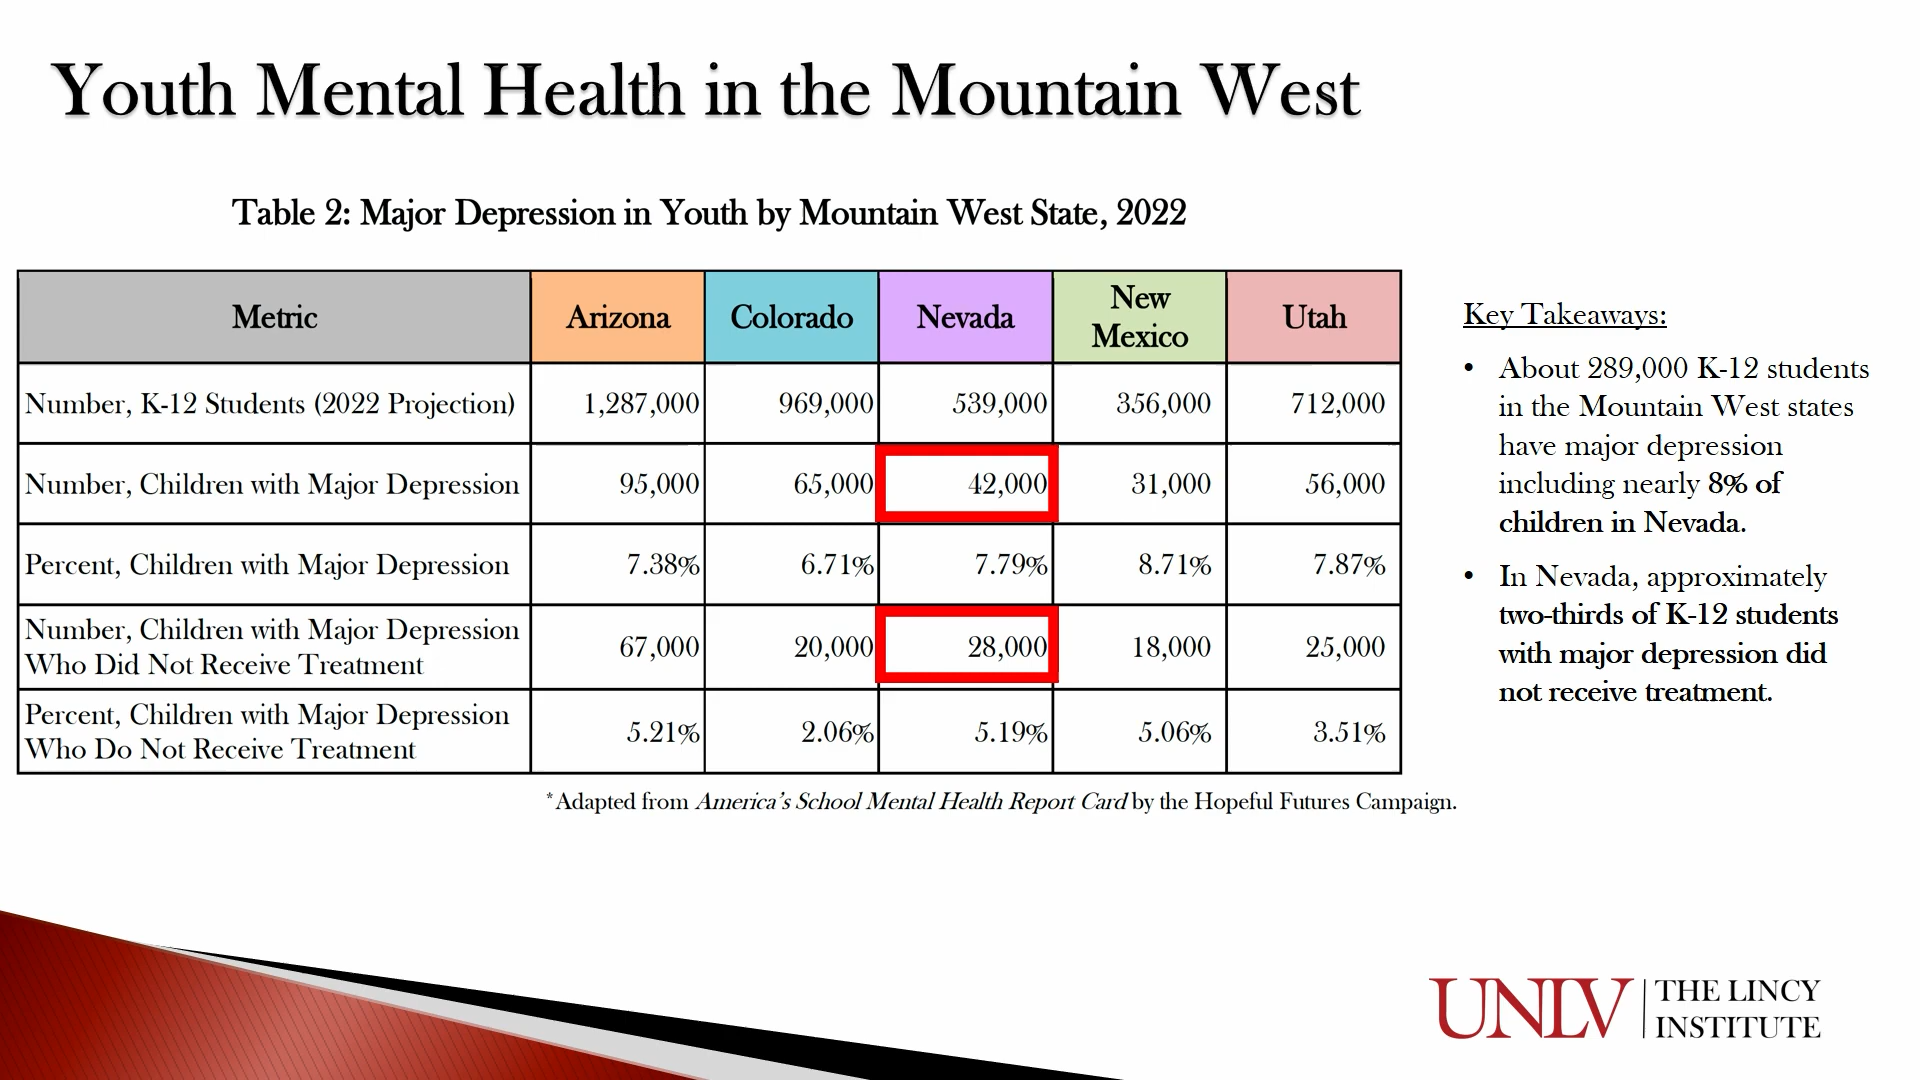 Youth Mental Health in the Mountain West
Table 2: Major Depression in Youth by Mountain West State, 2022
Metric Arizona Colorado Nevada New Mexico Utah
Number, K-12 Students (2022 Projection) 1,287,000 969,000 539,000 356,000 712,000
Number, Children with Major Depression 95,000 65,000 42,000 31,000 56,000
Percent, Children with Major Depression 7.38% 6.71% 7.79% 8.71% 7.87%
Number, Children with Major Depression
Who Did Not Receive Treatment 67,000 20,000 28,000 18,000 25,000
Percent, Children with Major Depression
Who Do Not Receive Treatment 5.21% 2.06% 5.19% 5.06% 3.51%
*Adapted from America's School Mental Health Report Card by the Hopeful Futures Campaign.
Key Takeaways:
• About 289,000 K-12 students
in the Mountain West states
have major depression
including nearly 8% of
children in Nevada.
• In Nevada, approximately
two-thirds of K-12 students
with major depression did
not receive treatment.
UNLV THE LINCY
INSTITUTE